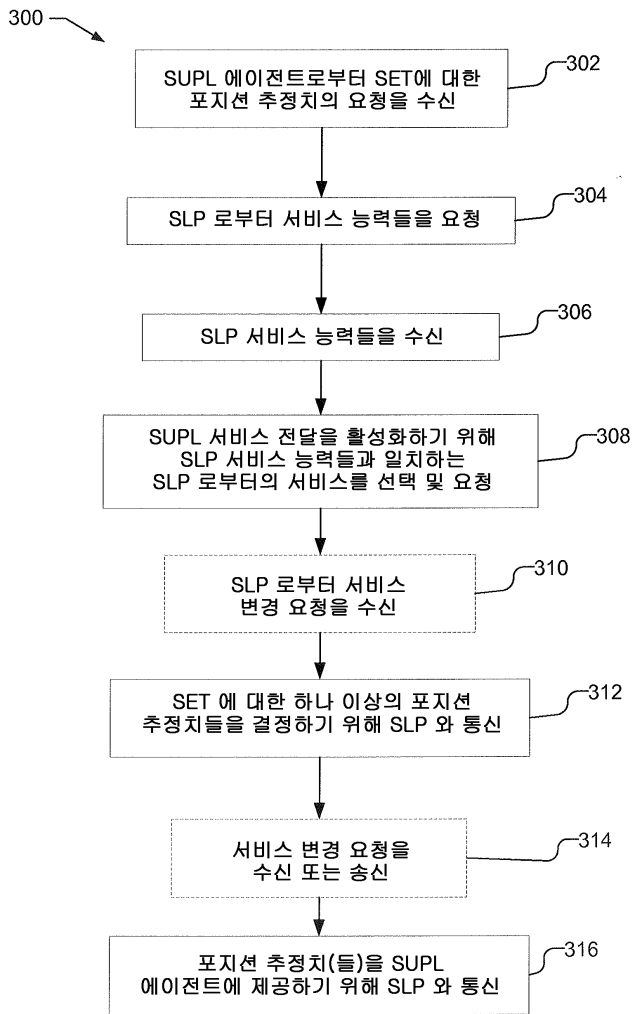 300
SUPL 에이전트로부터 SET에 대한
포지션 추정치의 요청을 수신
302
SLP 로부터 서비스 능력들을 요청
304
SLP 서비스 능력들을 수신
306
SUPL 서비스 전달을 활성화하기 위해
SLP 서비스 능력들과 일치하는
SLP 로부터의 서비스를 선택 및 요청
308
SLP 로부터 서비스
변경 요청을 수신
310
SET 에 대한 하나 이상의 포지션
추정치들을 결정하기 위해 SLP 와 통신
312
서비스 변경 요청을
수신 또는 송신
314
포지션 추정치(들)을 SUPL
에이전트에 제공하기 위해 SLP 와 통신
316